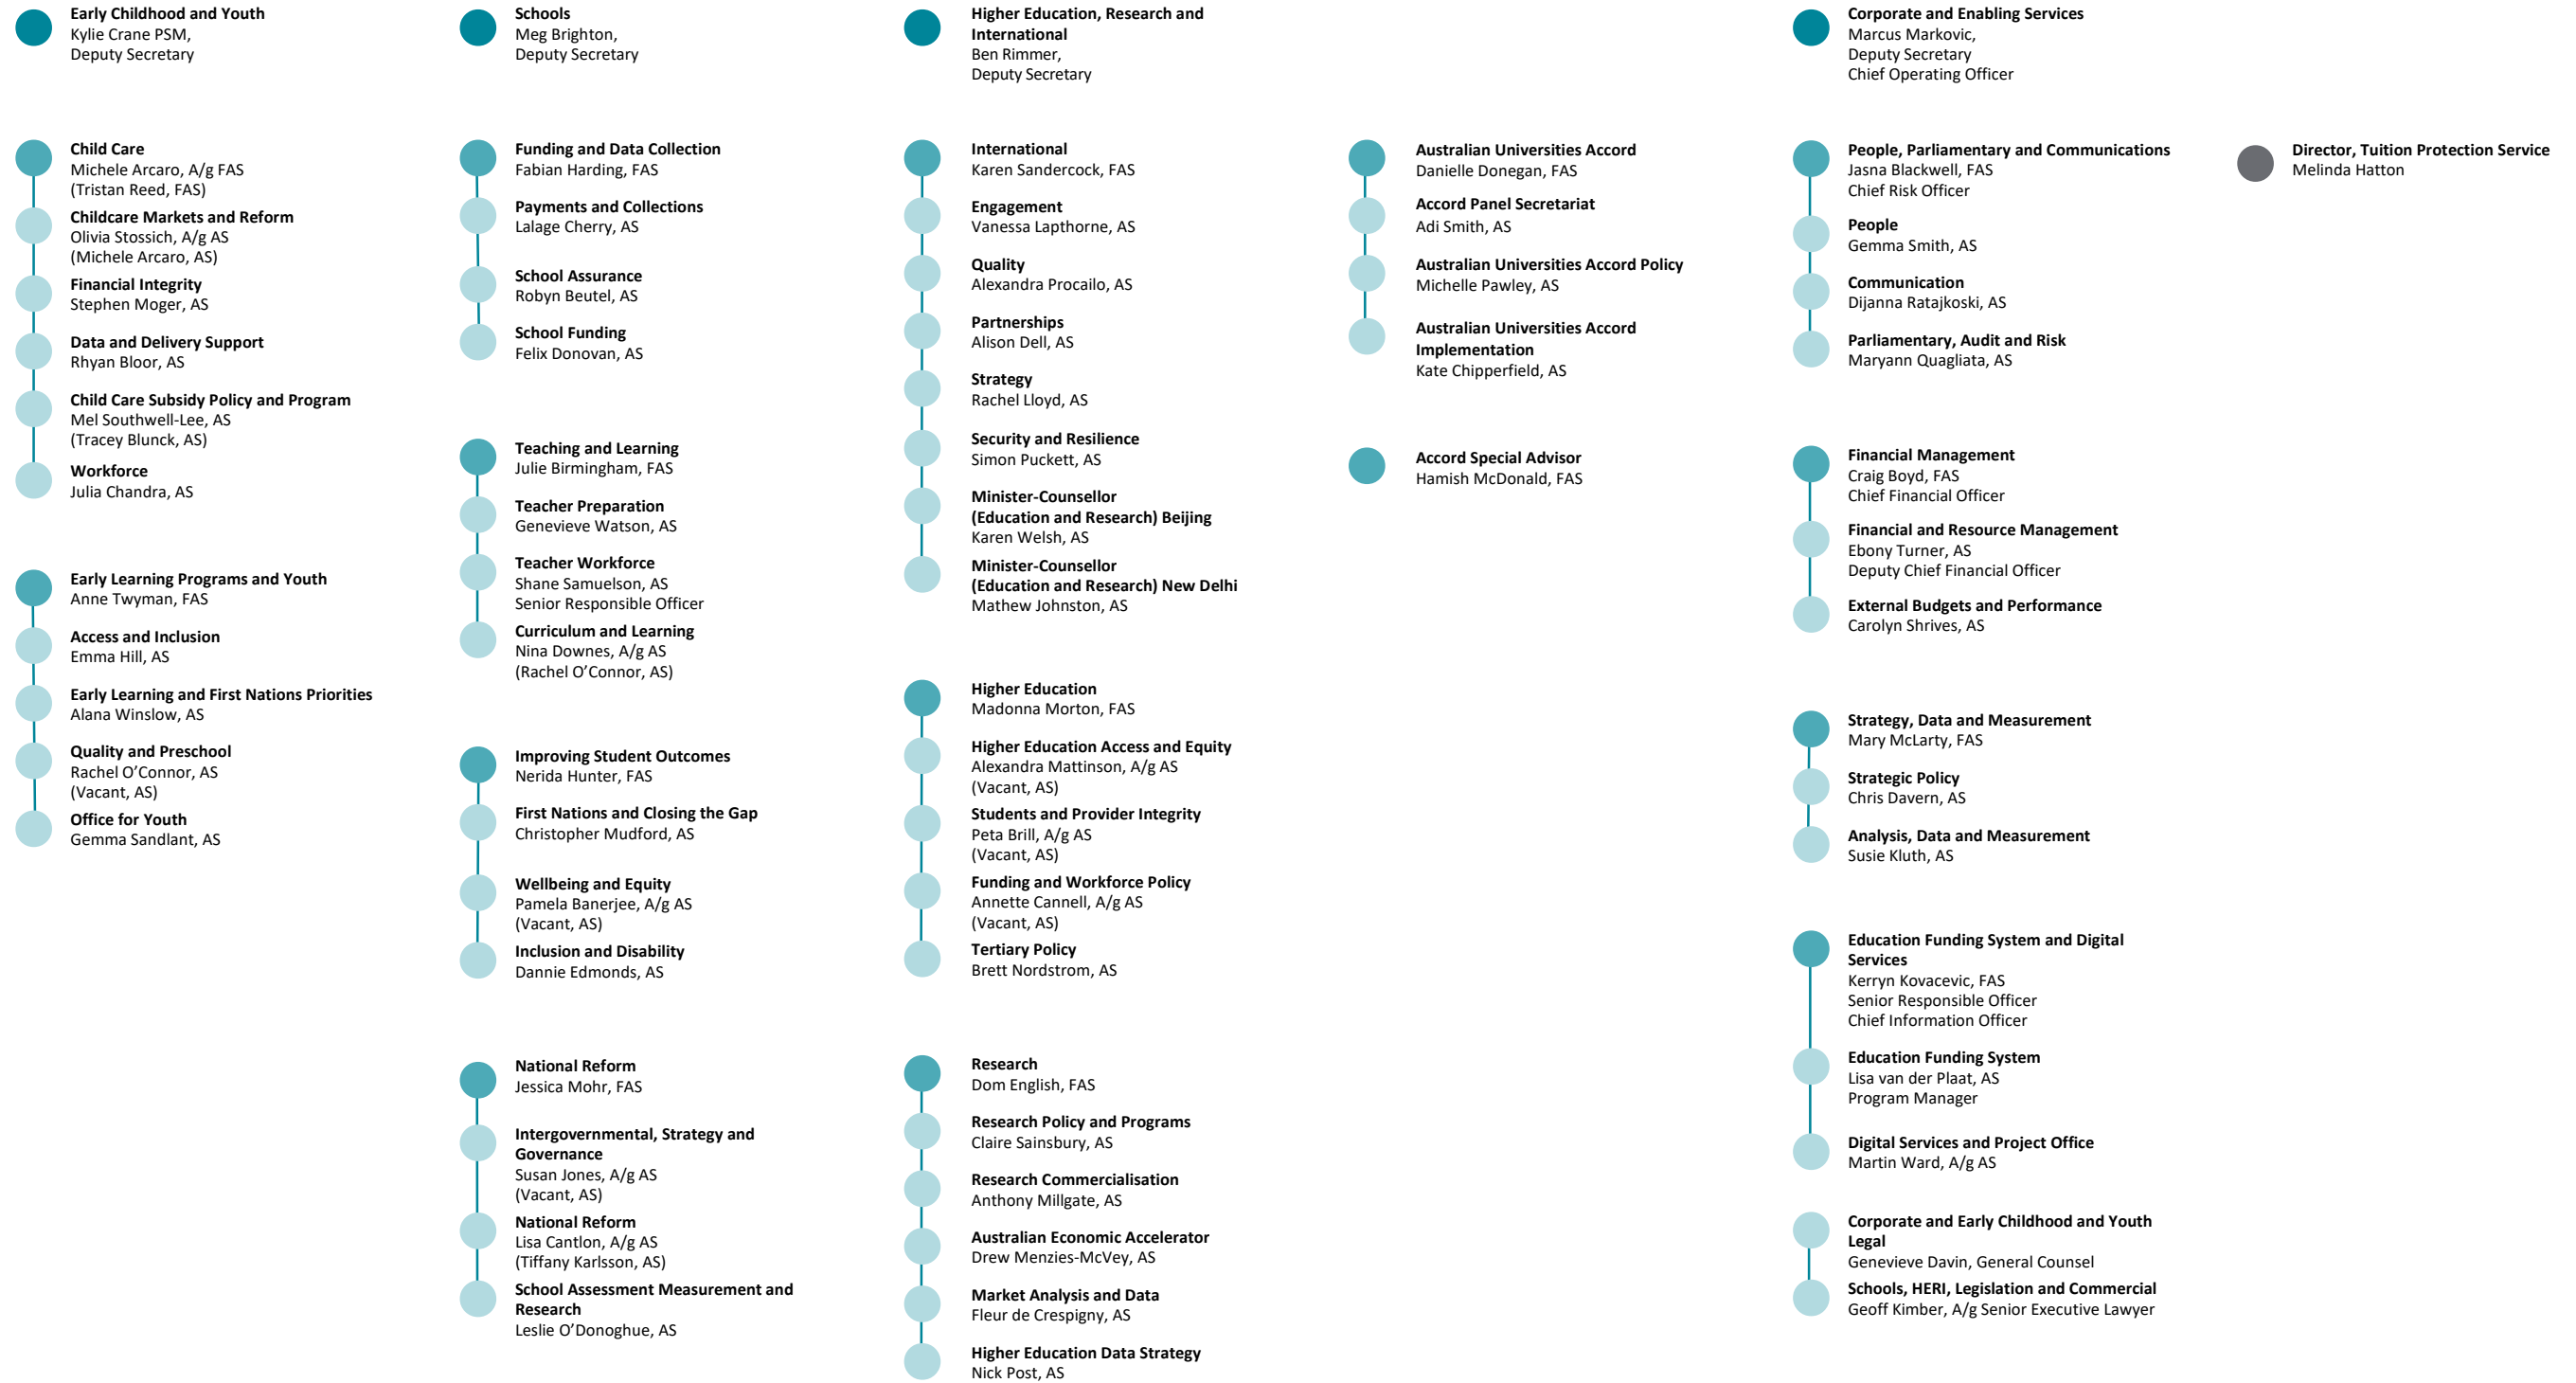 Early Childhood and Youth
Kylie Crane PSM,
Deputy Secretary
Child Care
Michele Arcaro, A/g FAS
(Tristan Reed, FAS)
Childcare Markets and Reform
Olivia Stossich, A/g AS
(Michele Arcaro, AS)
Financial Integrity
Stephen Moger, AS
Data and Delivery Support
Rhyan Bloor, AS
Child Care Subsidy Policy and Program
Mel Southwell-Lee, AS
(Tracey Blunck, AS)
Workforce
Julia Chandra, AS
Early Learning Programs and Youth
Anne Twyman, FAS
Access and Inclusion
Emma Hill, AS
Early Learning and First Nations Priorities
Alana Winslow, AS
Quality and Preschool
Rachel O’Connor, AS
(Vacant, AS)
Office for Youth
Gemma Sandlant, AS
Schools
Meg Brighton,
Deputy Secretary
Funding and Data Collection
Fabian Harding, FAS
Payments and Collections
Lalage Cherry, AS
School Assurance
Robyn Beutel, AS
School Funding
Felix Donovan, AS
Teaching and Learning
Julie Birmingham, FAS
Teacher Preparation
Genevieve Watson, AS
Teacher Workforce
Shane Samuelson, AS
Senior Responsible Officer
Curriculum and Learning
Nina Downes, A/g AS
(Rachel O’Connor, AS)
Improving Student Outcomes
Nerida Hunter, FAS
First Nations and Closing the Gap
Christopher Mudford, AS
Wellbeing and Equity
Pamela Banerjee, A/g AS
(Vacant, AS)
Inclusion and Disability
Dannie Edmonds, AS
National Reform
Jessica Mohr, FAS
Intergovernmental, Strategy and
Governance
Susan Jones, A/g AS
(Vacant, AS)
National Reform
Lisa Cantlon, A/g AS
(Tiffany Karlsson, AS)
School Assessment Measurement and
Research
Leslie O’Donoghue, AS
Higher Education, Research and
International
Ben Rimmer,
Deputy Secretary
International
Karen Sandercock, FAS
Engagement
Vanessa Lapthorne, AS
Quality
Alexandra Procailo, AS
Partnerships
Alison Dell, AS
Strategy
Rachel Lloyd, AS
Security and Resilience
Simon Puckett, AS
Minister-Counsellor
(Education and Research) Beijing
Karen Welsh, AS
Minister-Counsellor
(Education and Research) New Delhi
Mathew Johnston, AS
Higher Education
Madonna Morton, FAS
Higher Education Access and Equity
Alexandra Mattinson, A/g AS
(Vacant, AS)
Students and Provider Integrity
Peta Brill, A/g AS
(Vacant, AS)
Funding and Workforce Policy
Annette Cannell, A/g AS
(Vacant, AS)
Tertiary Policy
Brett Nordstrom, AS
Research
Dom English, FAS
Research Policy and Programs
Claire Sainsbury, AS
Research Commercialisation
Anthony Millgate, AS
Australian Economic Accelerator
Drew Menzies-McVey, AS
Market Analysis and Data
Fleur de Crespigny, AS
Higher Education Data Strategy
Nick Post, AS
Australian Universities Accord
Danielle Donegan, FAS
Accord Panel Secretariat
Adi Smith, AS
Australian Universities Accord Policy
Michelle Pawley, AS
Australian Universities Accord
Implementation
Kate Chipperfield, AS
Accord Special Advisor
Hamish McDonald, FAS
Corporate and Enabling Services
Marcus Markovic,
Deputy Secretary
Chief Operating Officer
People, Parliamentary and Communications
Jasna Blackwell, FAS
Chief Risk Officer
People
Gemma Smith, AS
Communication
Dijanna Ratajkoski, AS
Parliamentary, Audit and Risk
Maryann Quagliata, AS
Financial Management
Craig Boyd, FAS
Chief Financial Officer
Financial and Resource Management
Ebony Turner, AS
Deputy Chief Financial Officer
External Budgets and Performance
Carolyn Shrives, AS
Strategy, Data and Measurement
Mary McLarty, FAS
Strategic Policy
Chris Davern, AS
Analysis, Data and Measurement
Susie Kluth, AS
Education Funding System and Digital
Services
Kerryn Kovacevic, FAS
Senior Responsible Officer
Chief Information Officer
Education Funding System
Lisa van der Plaat, AS
Program Manager
Digital Services and Project Office
Martin Ward, A/g AS
Corporate and Early Childhood and Youth
Legal
Genevieve Davin, General Counsel
Schools, HERI, Legislation and Commercial
Geoff Kimber, A/g Senior Executive Lawyer
Director, Tuition Protection Service
Melinda Hatton